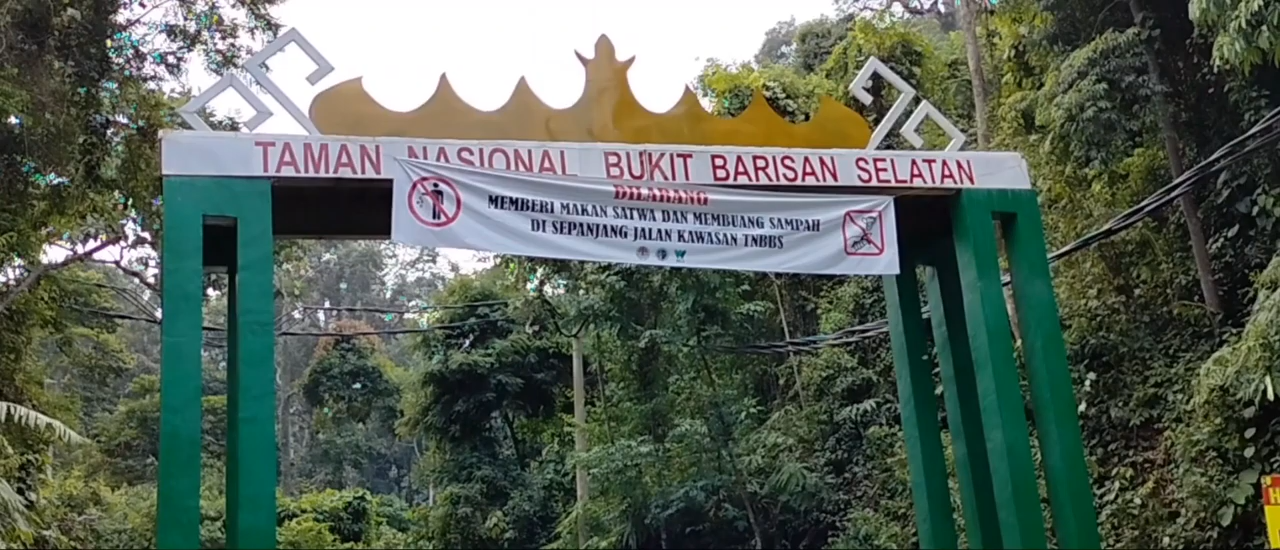 TAMAN NASIONAL BUKIT BARISAN SELATAN
DILARANG
MEMBERI MAKAN SATWA DAN MEMBUANG SAMPAH
DI SEPANJANG JALAN KAWASAN TNBBS